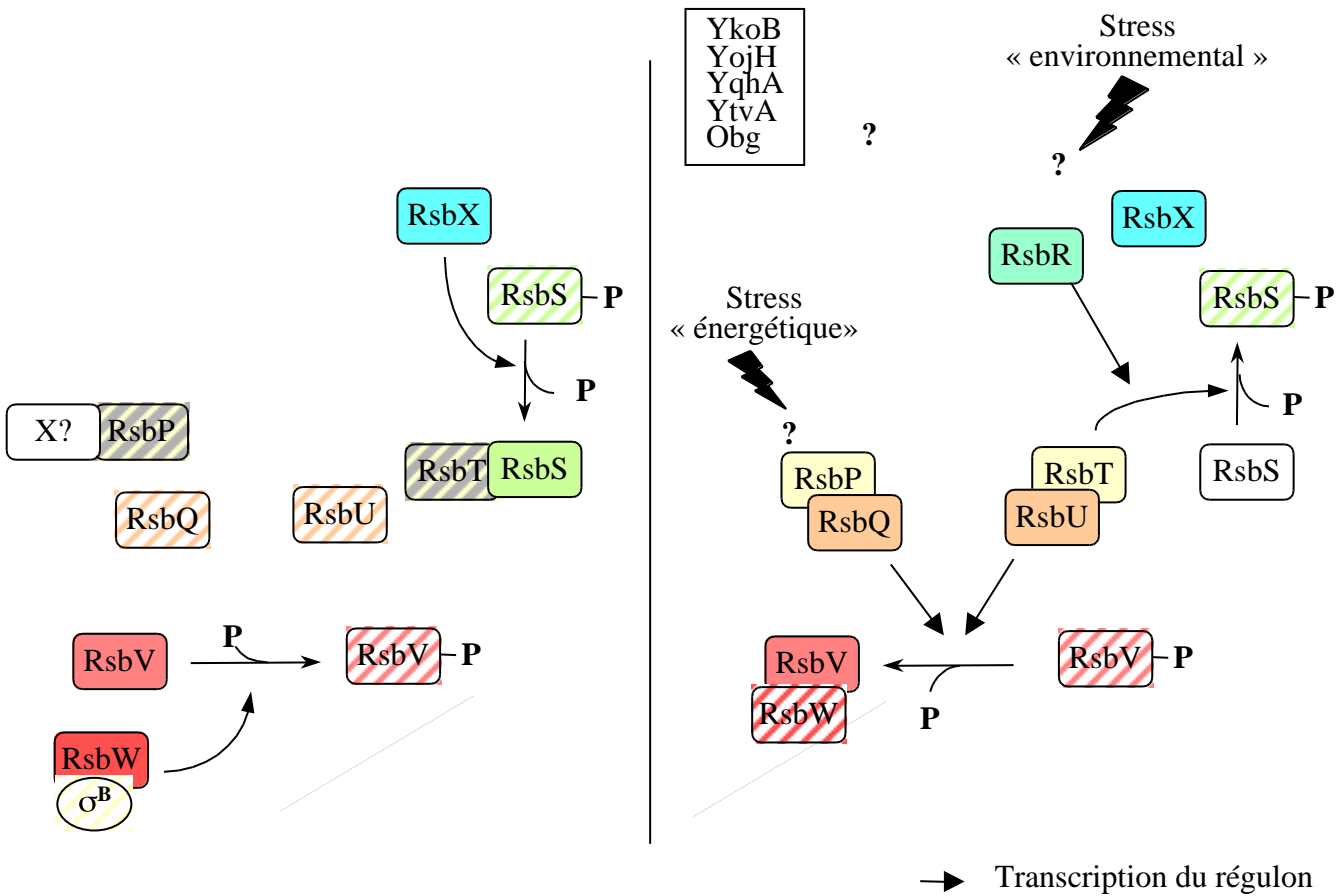 RsbX
RsbS
P
P
X?
RsbP
RsbT
RsbS
RsbQ
RsbU
RsbV
P
RsbV
P
RsbW
σB
YkoB
YojH
YqhA
YtvA
Obg
?
Stress
« environnemental »
?
RsbX
RsbR
RsbS
P
Stress
« énergétique»
?
P
RsbP
RsbQ
RsbT
RsbU
RsbS
RsbV
RsbW
P
RsbV
P
Transcription du régulon